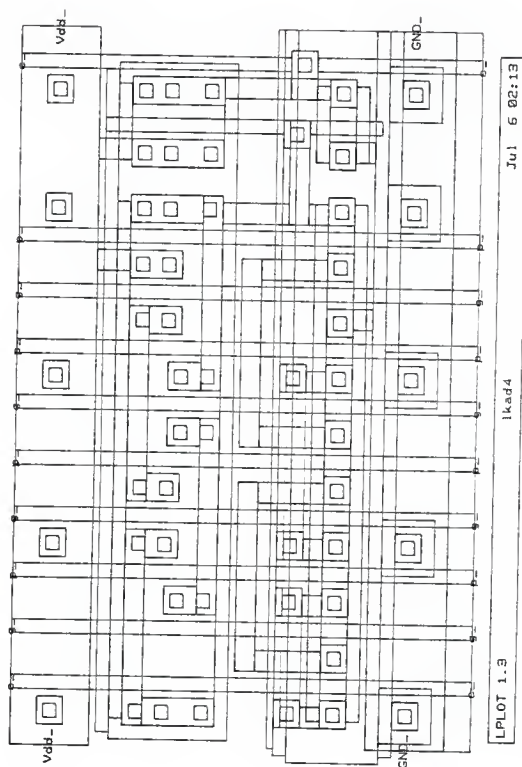 Vdd_
GND_
Vdd_
GND_
LPLOT 1.3
lkad4
Jul 6 02:13